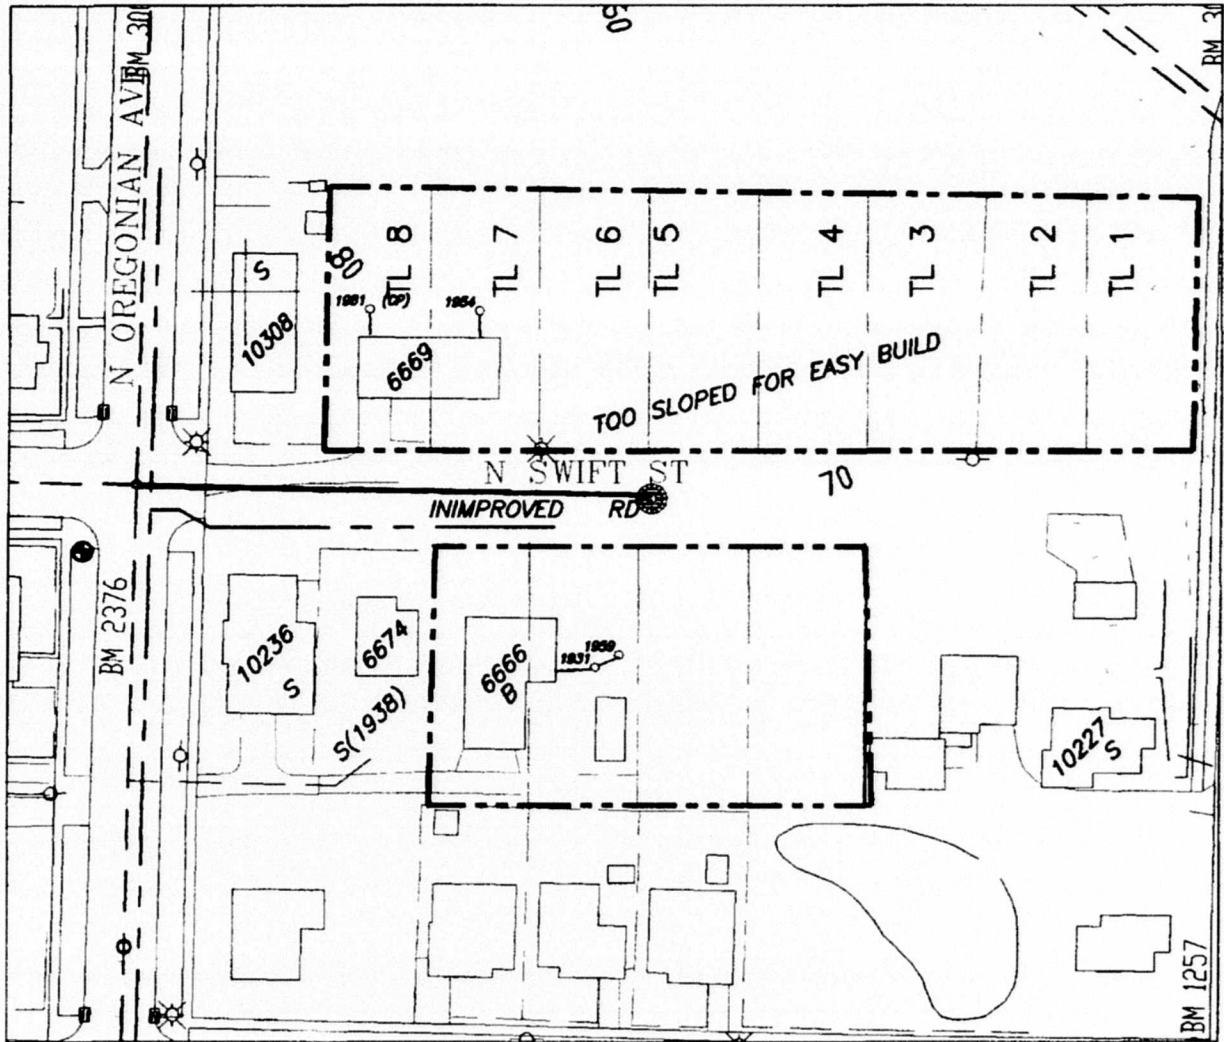 50
BM 30
N OREGONIAN AVE
BM 30
80
TL 8
TL 7
TL 6
TL 5
TL 4
TL 3
TL 2
TL 1
S
10308
1981
(CP)
1954
6669
TOO SLOPED FOR EASY BUILD
N SWIFT ST
70
INIMPROVED RD
BM 2376
10236
S
6674
S(1938)
6666
B
1931
1959
10227
S
BM 1257